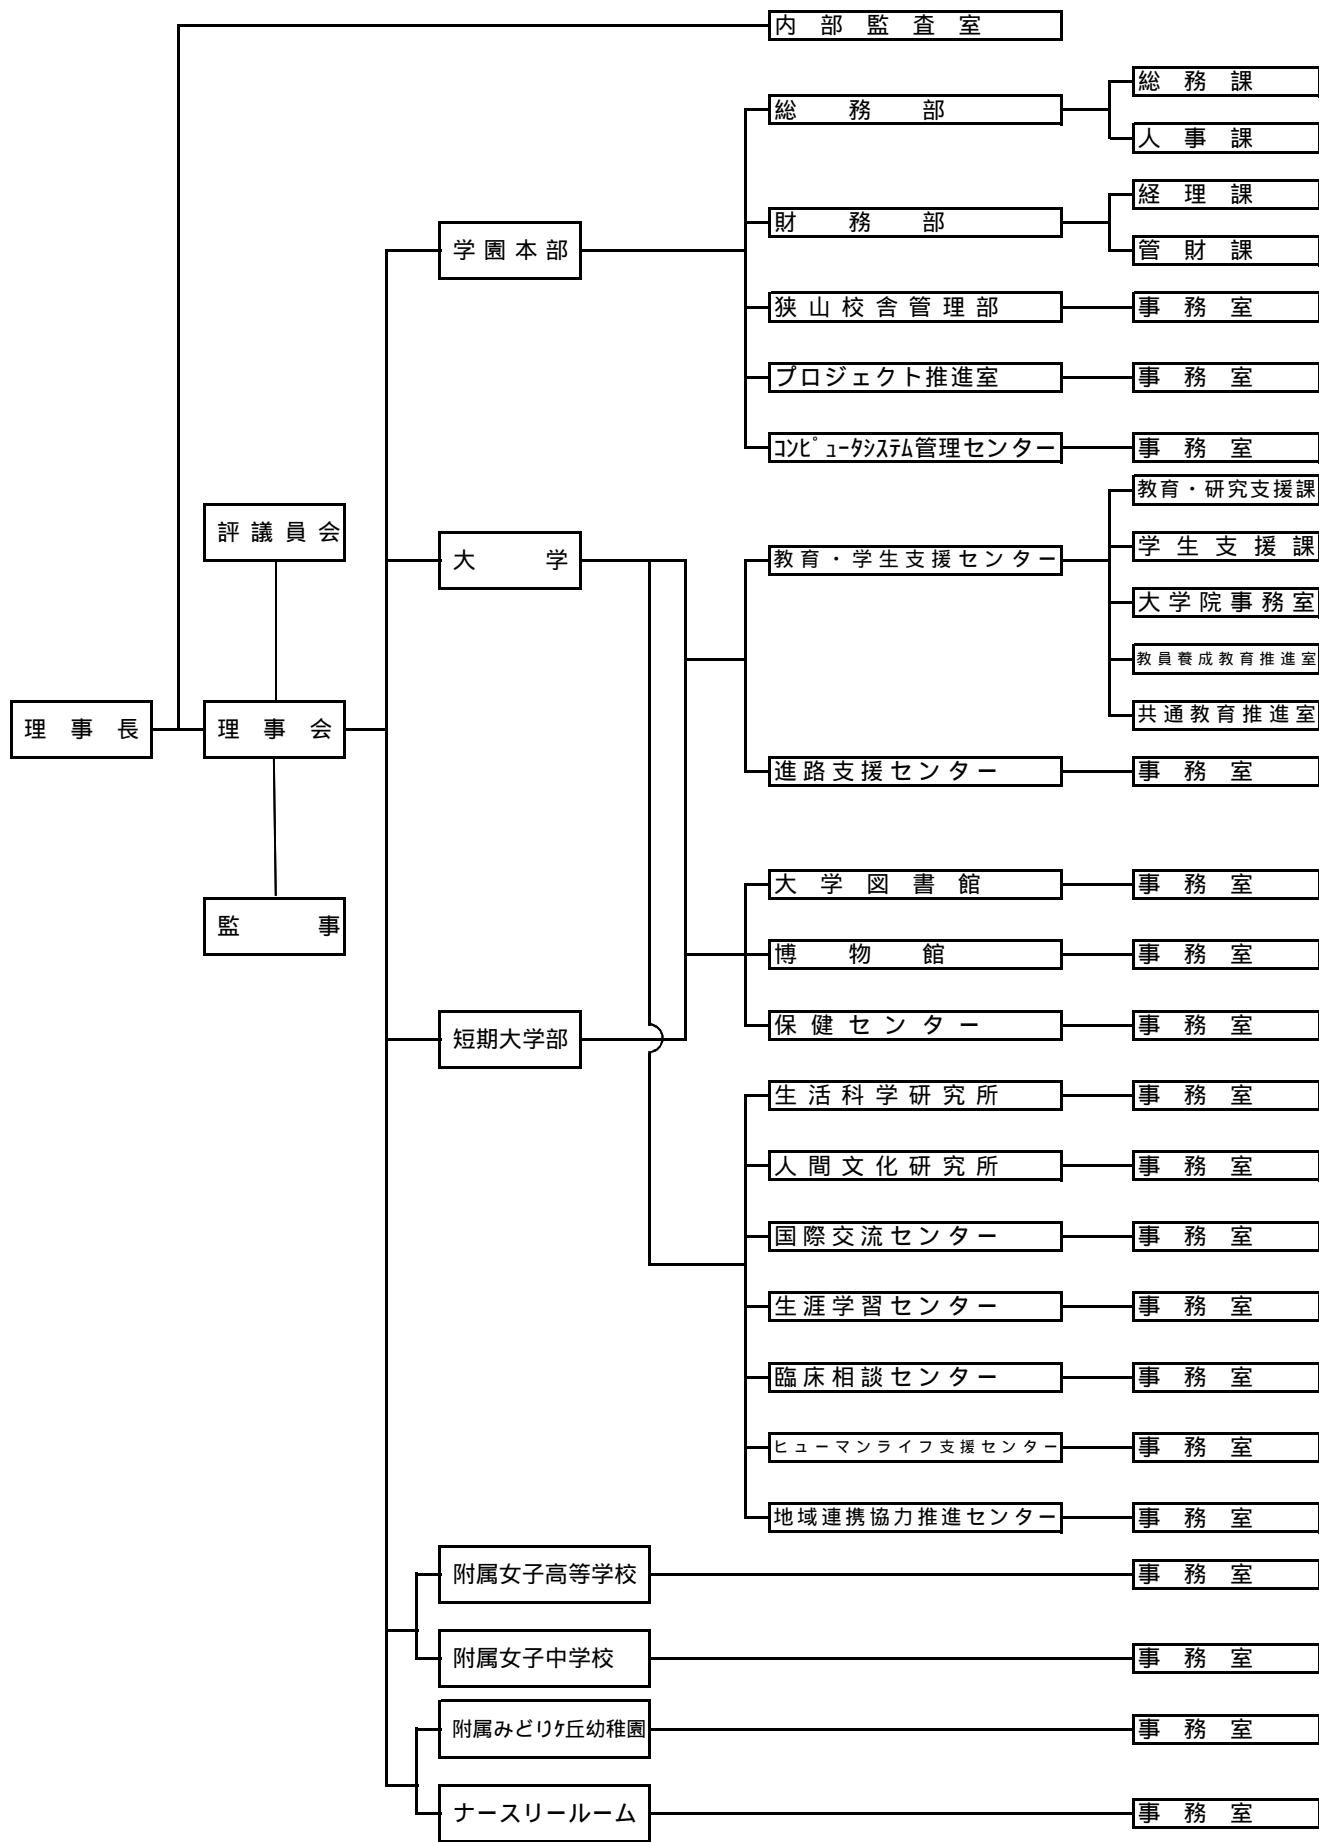 内部監査室
総務課
総務部
人事課
経理課
財務部
学園本部
管財課
狭山校舎管理部
事務室
プロジェクト推進室
事務室
コンピュータシステム管理センター
事務室
教育・研究支援課
評議員会
学生支援課
大学
教育・学生支援センター
大学院事務室
教員養成教育推進室
共通教育推進室
理事長
理事会
進路支援センター
事務室
大学図書館
事務室
監事
博物館
事務室
保健センター
事務室
短期大学部
生活科学研究所
事務室
人間文化研究所
事務室
国際交流センター
事務室
生涯学習センター
事務室
臨床相談センター
事務室
ヒューマンライフ支援センター
事務室
地域連携協力推進センター
事務室
附属女子高等学校
事務室
附属女子中学校
事務室
附属みどりケ丘幼稚園
事務室
ナースリールーム
事務室